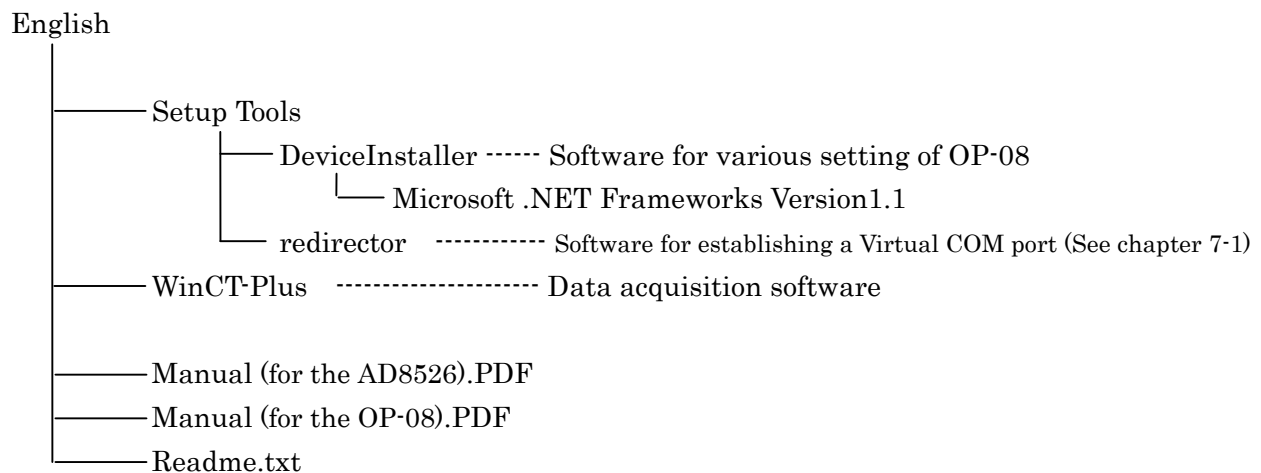 English
Setup Tools
DeviceInstaller ------ Software for various setting of OP-08
Microsoft .NET Frameworks Version1.1
redirector ----------- Software for establishing a Virtual COM port (See chapter 7-1)
WinCT-Plus --------------------- Data acquisition software
Manual (for the AD8526).PDF
Manual (for the OP-08).PDF
Readme.txt